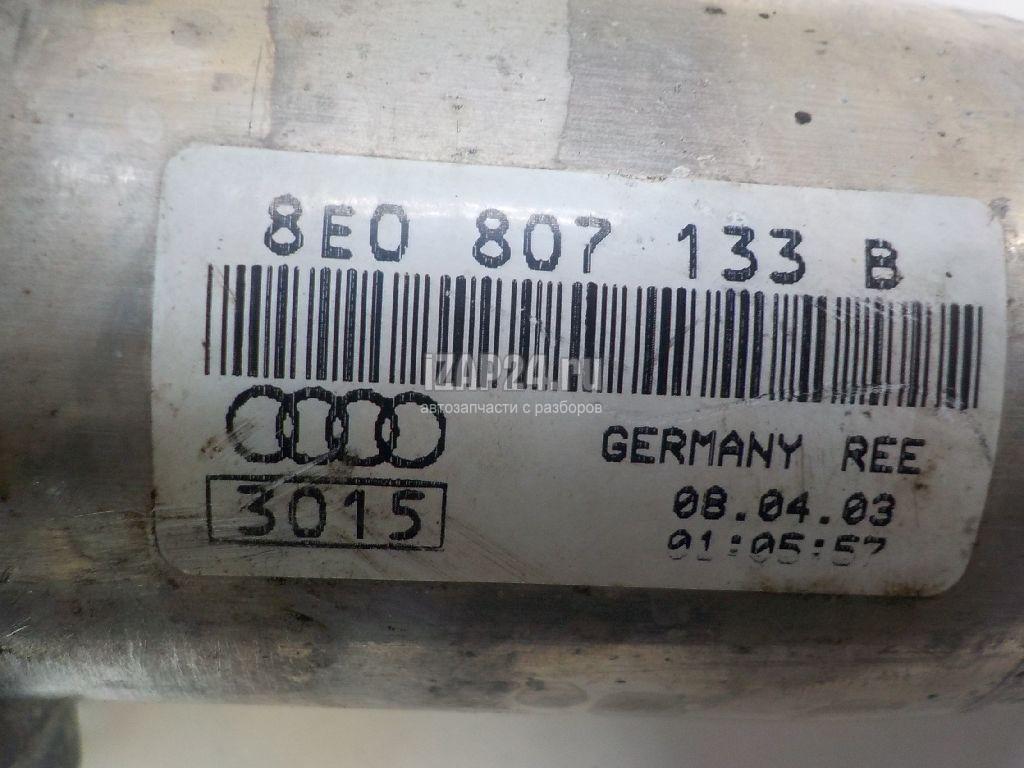 8E0 807 133 B
iZAP24.ru
автозапчасти с разборов
GERMANY REE
3015
08.04.03
01:05:57